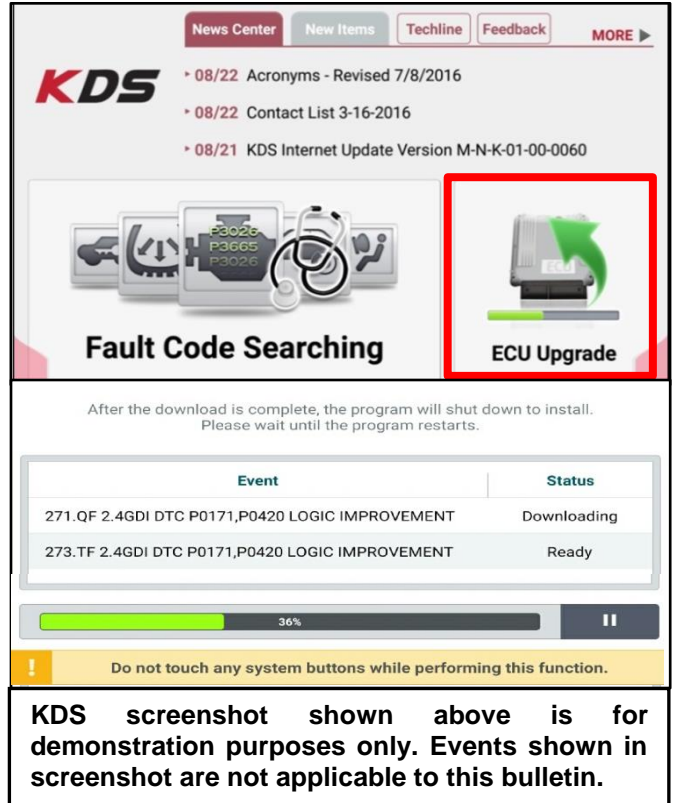 News Center New Items Techline Feedback MORE ▶
KDS
08/22 Acronyms - Revised 7/8/2016
08/22 Contact List 3-16-2016
08/21 KDS Internet Update Version M-N-K-01-00-0060
P3026
P3665
P3026
ECU
Fault Code Searching
ECU Upgrade
After the download is complete, the program will shut down to install.
Please wait until the program restarts.
Event Status
271.QF 2.4GDI DTC P0171,P0420 LOGIC IMPROVEMENT Downloading
273.TF 2.4GDI DTC P0171,P0420 LOGIC IMPROVEMENT Ready
36%
! Do not touch any system buttons while performing this function.
KDS screenshot shown above is for
demonstration purposes only. Events shown in
screenshot are not applicable to this bulletin.